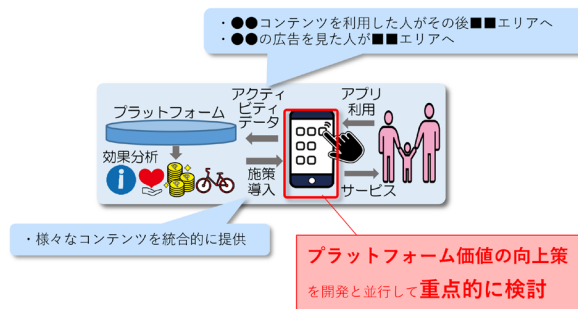 ・●●コンテンツを利用した人がその後■■エリアへ
・●●の広告を見た人が■■エリアへ
プラットフォーム
アクティ
ビティ
データ
アプリ
利用
効果分析
施策
導入
サービス
・様々なコンテンツを統合的に提供
プラットフォーム価値の向上策
を開発と並行して重点的に検討